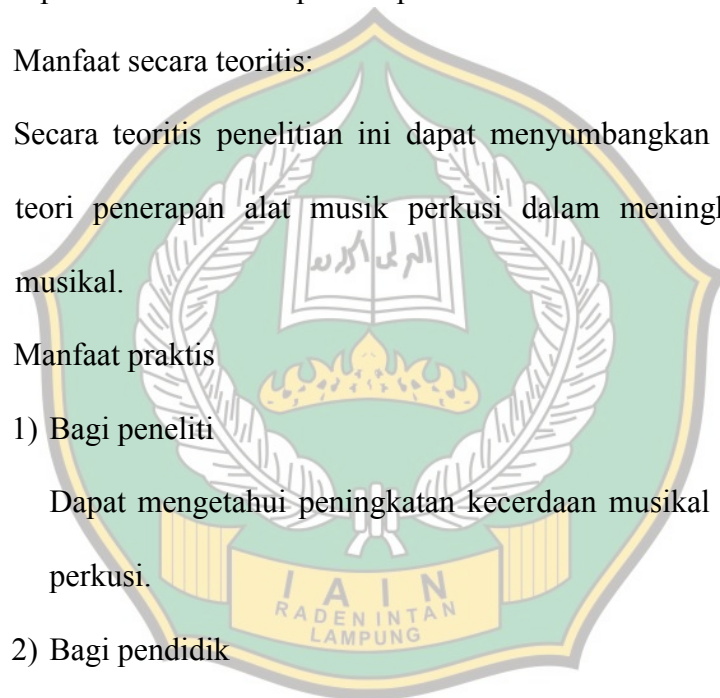 Manfaat secara teoritis:
Secara teoritis penelitian ini dapat menyumbangkan
teori penerapan alat musik perkusi dalam mening
musikal.
Manfaat praktis
1) Bagi peneliti
Dapat mengetahui peningkatan kecerdaan musikal
perkusi.
I A I N
RADEN INTAN
LAMPUNG
2) Bagi pendidik